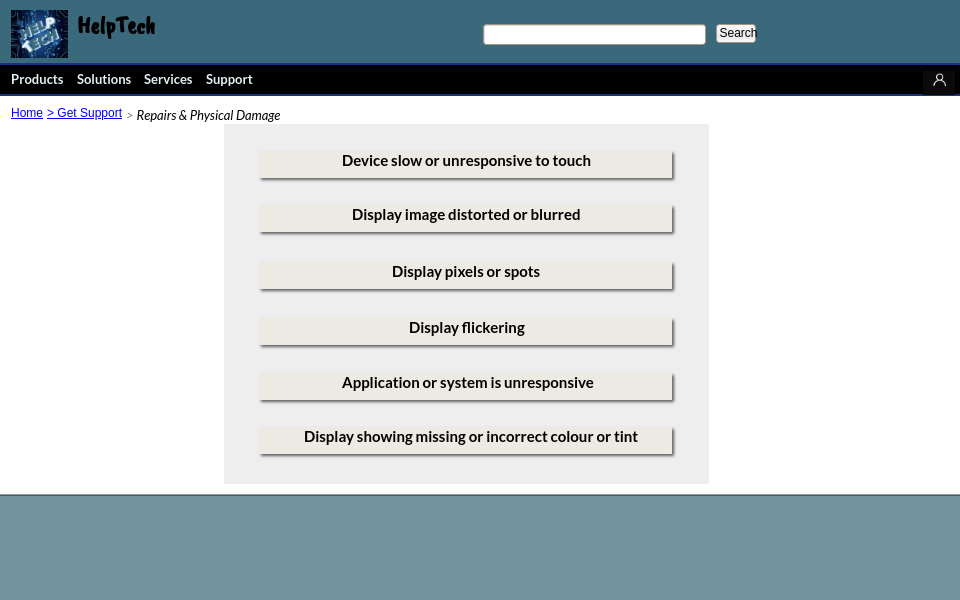 HELP TECH
HelpTech
Search
Products Solutions Services Support
Home > Get Support > Repairs & Physical Damage
Device slow or unresponsive to touch
Display image distorted or blurred
Display pixels or spots
Display flickering
Application or system is unresponsive
Display showing missing or incorrect colour or tint